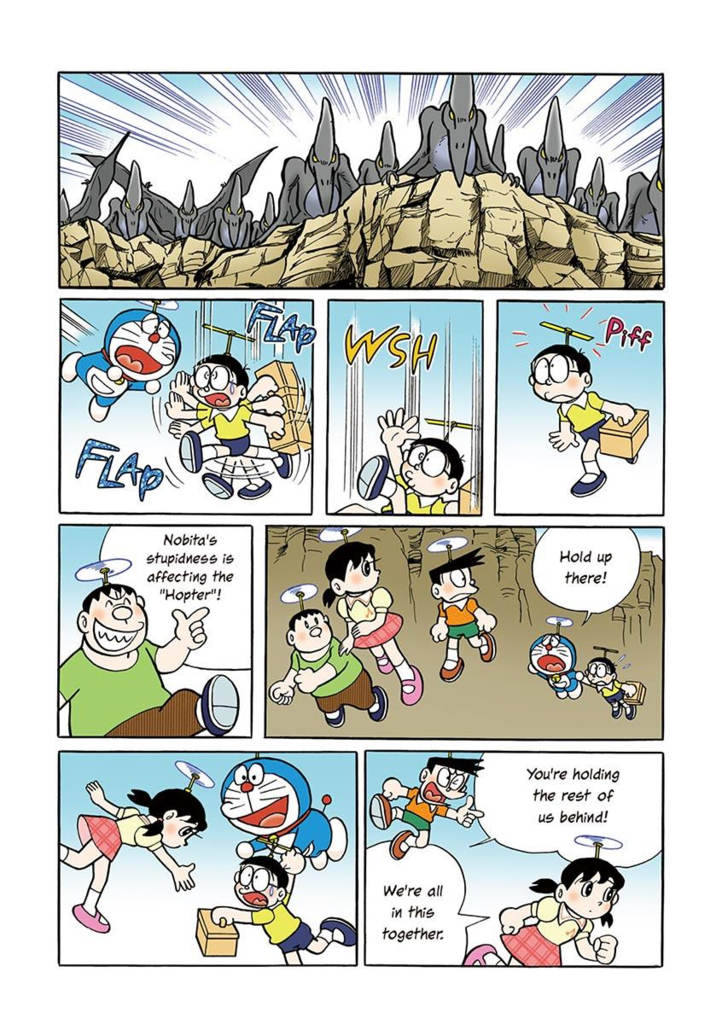 FLAP
FLAP
WSH
Piff
Nobita's
stupidness is
affecting the
"Hopter"!
Hold up
there!
You're holding
the rest of
us behind!
We're all
in this
together.